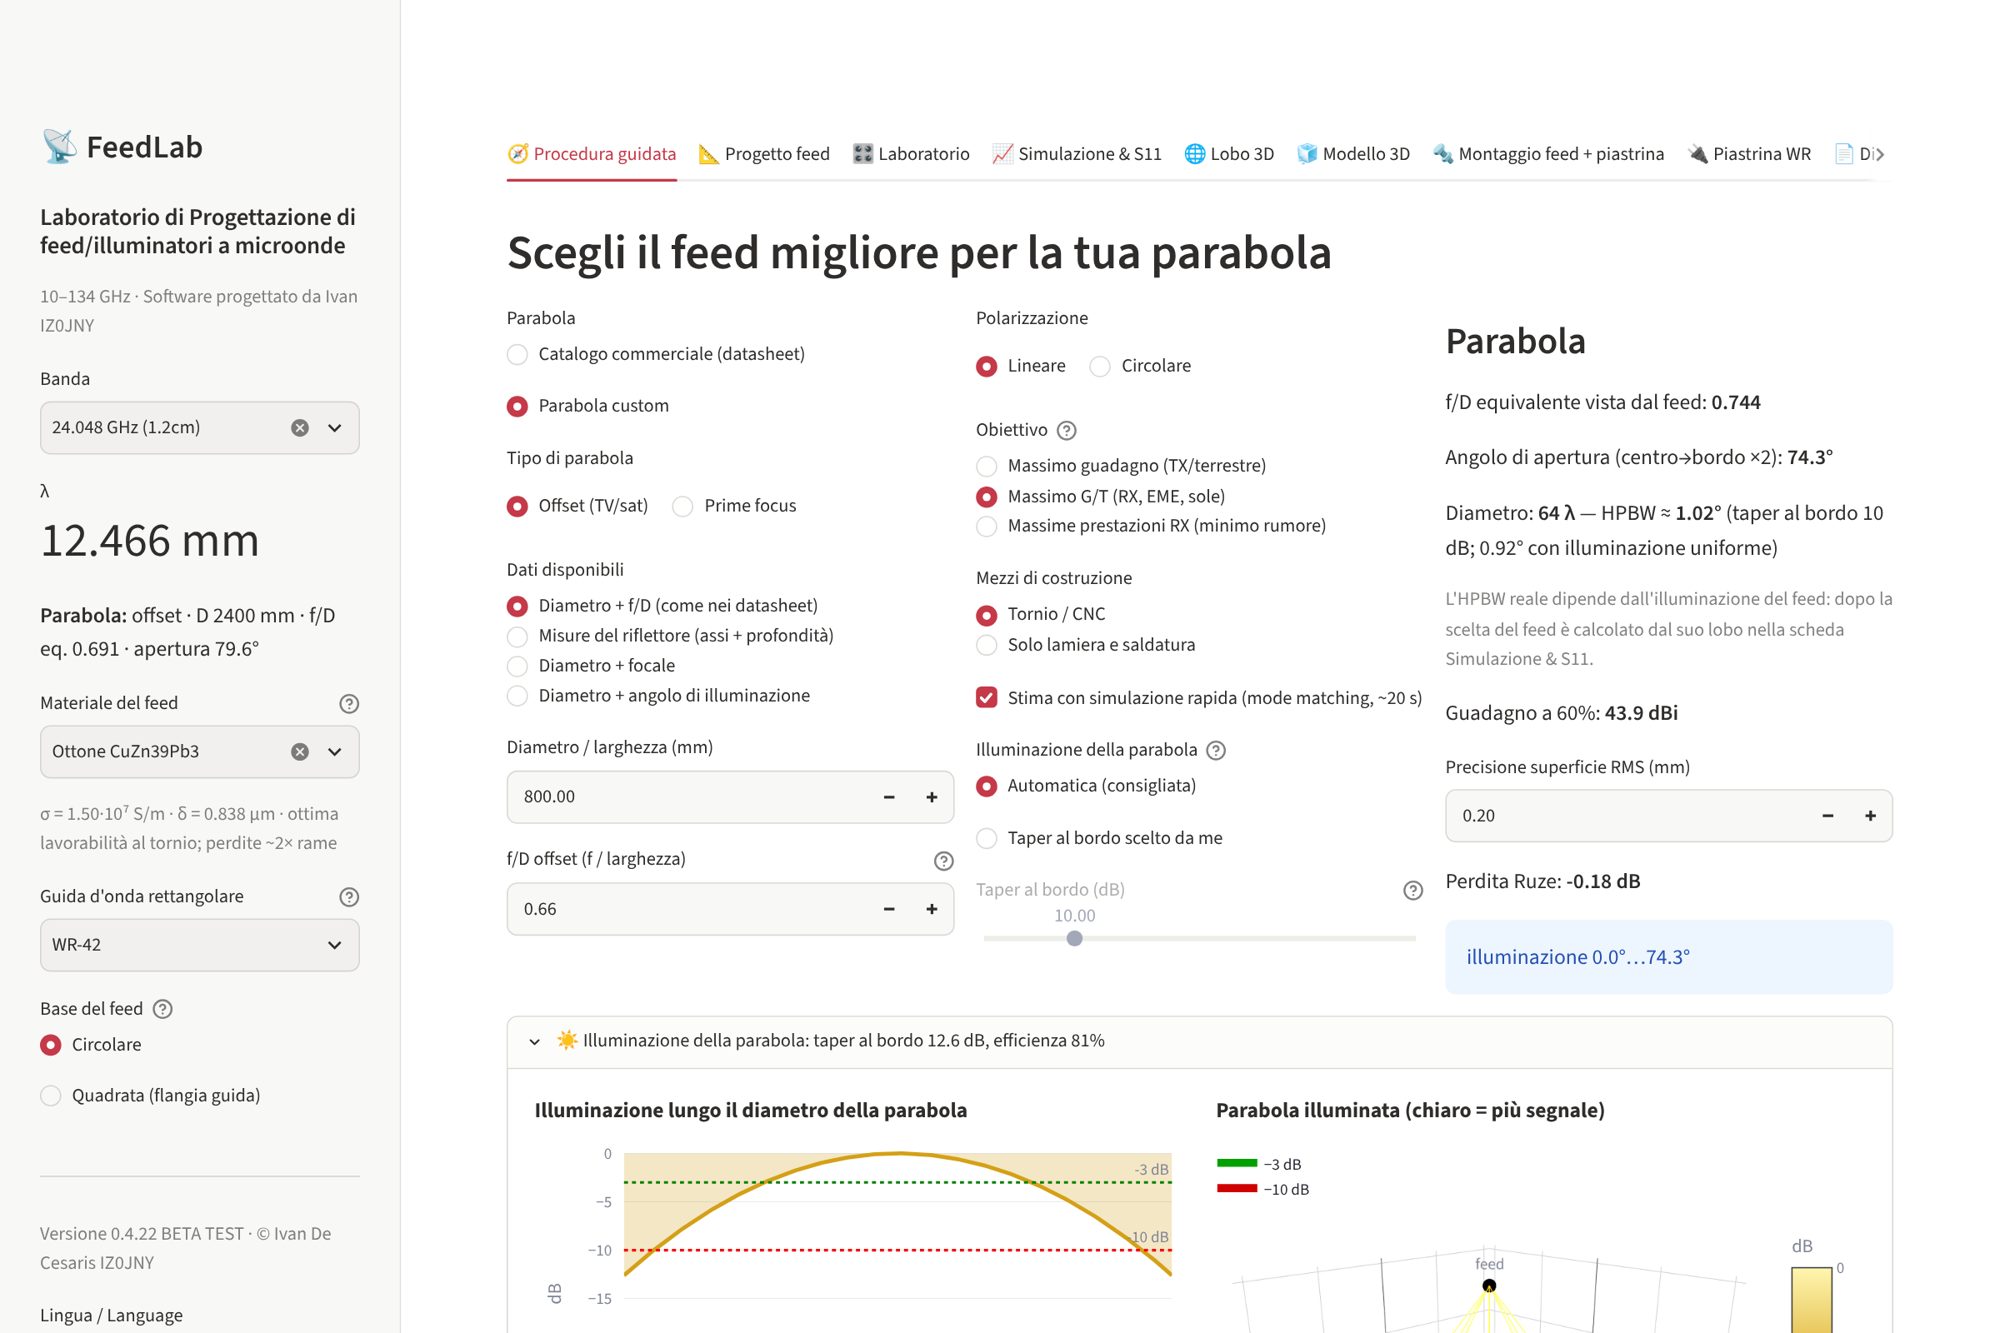 FeedLab
Laboratorio di Progettazione di
feed/illuminatori a microonde
10–134 GHz · Software progettato da Ivan
IZ0JNY
Banda
24.048 GHz (1.2cm)
λ
12.466 mm
Parabola: offset · D 2400 mm · f/D
eq. 0.691 · apertura 79.6°
Materiale del feed
Ottone CuZn39Pb3
σ = 1.50·10⁷ S/m · δ = 0.838 µm · ottima
lavorabilità al tornio; perdite ~2× rame
Guida d'onda rettangolare
WR-42
Base del feed
Circolare
Quadrata (flangia guida)
Versione 0.4.22 BETA TEST · © Ivan De
Cesaris IZ0JNY
Lingua / Language
Procedura guidata
Progetto feed
Laboratorio
Simulazione & S11
Lobo 3D
Modello 3D
Montaggio feed + piastrina
Piastrina WR
Di
Scegli il feed migliore per la tua parabola
Parabola
Catalogo commerciale (datasheet)
Parabola custom
Tipo di parabola
Offset (TV/sat)
Prime focus
Dati disponibili
Diametro + f/D (come nei datasheet)
Misure del riflettore (assi + profondità)
Diametro + focale
Diametro + angolo di illuminazione
Diametro / larghezza (mm)
800.00
f/D offset (f / larghezza)
0.66
Polarizzazione
Lineare
Circolare
Obiettivo
Massimo guadagno (TX/terrestre)
Massimo G/T (RX, EME, sole)
Massime prestazioni RX (minimo rumore)
Mezzi di costruzione
Tornio / CNC
Solo lamiera e saldatura
Stima con simulazione rapida (mode matching, ~20 s)
Illuminazione della parabola
Automatica (consigliata)
Taper al bordo scelto da me
Taper al bordo (dB)
10.00
Parabola
f/D equivalente vista dal feed: 0.744
Angolo di apertura (centro→bordo ×2): 74.3°
Diametro: 64 λ — HPBW ≈ 1.02° (taper al bordo 10
dB; 0.92° con illuminazione uniforme)
L'HPBW reale dipende dall'illuminazione del feed: dopo la
scelta del feed è calcolato dal suo lobo nella scheda
Simulazione & S11.
Guadagno a 60%: 43.9 dBi
Precisione superficie RMS (mm)
0.20
Perdita Ruze: -0.18 dB
illuminazione 0.0°…74.3°
Illuminazione della parabola: taper al bordo 12.6 dB, efficienza 81%
Illuminazione lungo il diametro della parabola
0
−5
−10
−15
dB
-3 dB
-10 dB
Parabola illuminata (chiaro = più segnale)
−3 dB
−10 dB
feed
dB
0